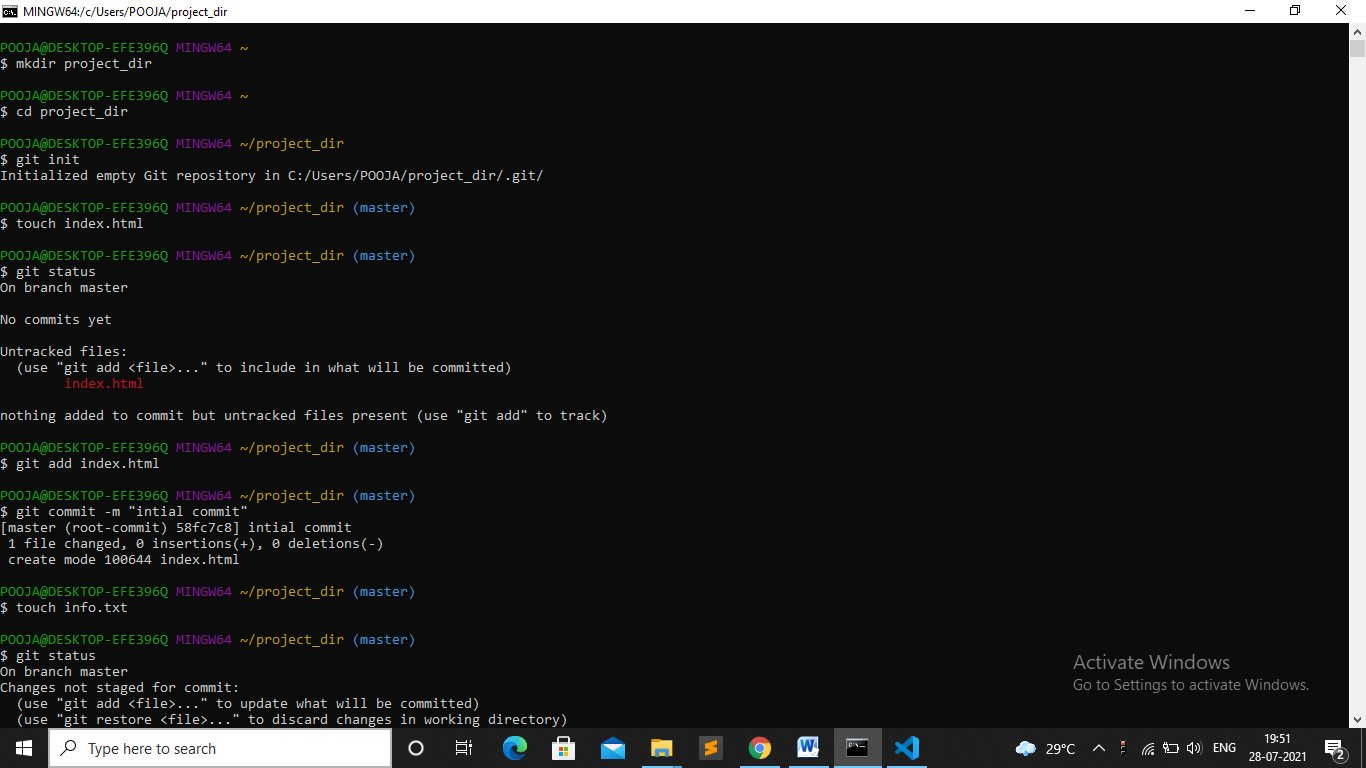 MINGW64:/c/Users/POOJA/project_dir
POOJA@DESKTOP-EFE396Q MINGW64 ~
$ mkdir project_dir
POOJA@DESKTOP-EFE396Q MINGW64 ~
$ cd project_dir
POOJA@DESKTOP-EFE396Q MINGW64 ~/project_dir
$ git init
Initialized empty Git repository in C:/Users/POOJA/project_dir/.git/
POOJA@DESKTOP-EFE396Q MINGW64 ~/project_dir (master)
$ touch index.html
POOJA@DESKTOP-EFE396Q MINGW64 ~/project_dir (master)
$ git status
On branch master
No commits yet
Untracked files:
  (use "git add <file>..." to include in what will be committed)
        index.html
nothing added to commit but untracked files present (use "git add" to track)
POOJA@DESKTOP-EFE396Q MINGW64 ~/project_dir (master)
$ git add index.html
POOJA@DESKTOP-EFE396Q MINGW64 ~/project_dir (master)
$ git commit -m "intial commit"
[master (root-commit) 58fc7c8] intial commit
 1 file changed, 0 insertions(+), 0 deletions(-)
 create mode 100644 index.html
POOJA@DESKTOP-EFE396Q MINGW64 ~/project_dir (master)
$ touch info.txt
POOJA@DESKTOP-EFE396Q MINGW64 ~/project_dir (master)
$ git status
On branch master
Changes not staged for commit:
  (use "git add <file>..." to update what will be committed)
  (use "git restore <file>..." to discard changes in working directory)
Activate Windows
Go to Settings to activate Windows.
Type here to search
29°C
ENG
19:51
28-07-2021
2